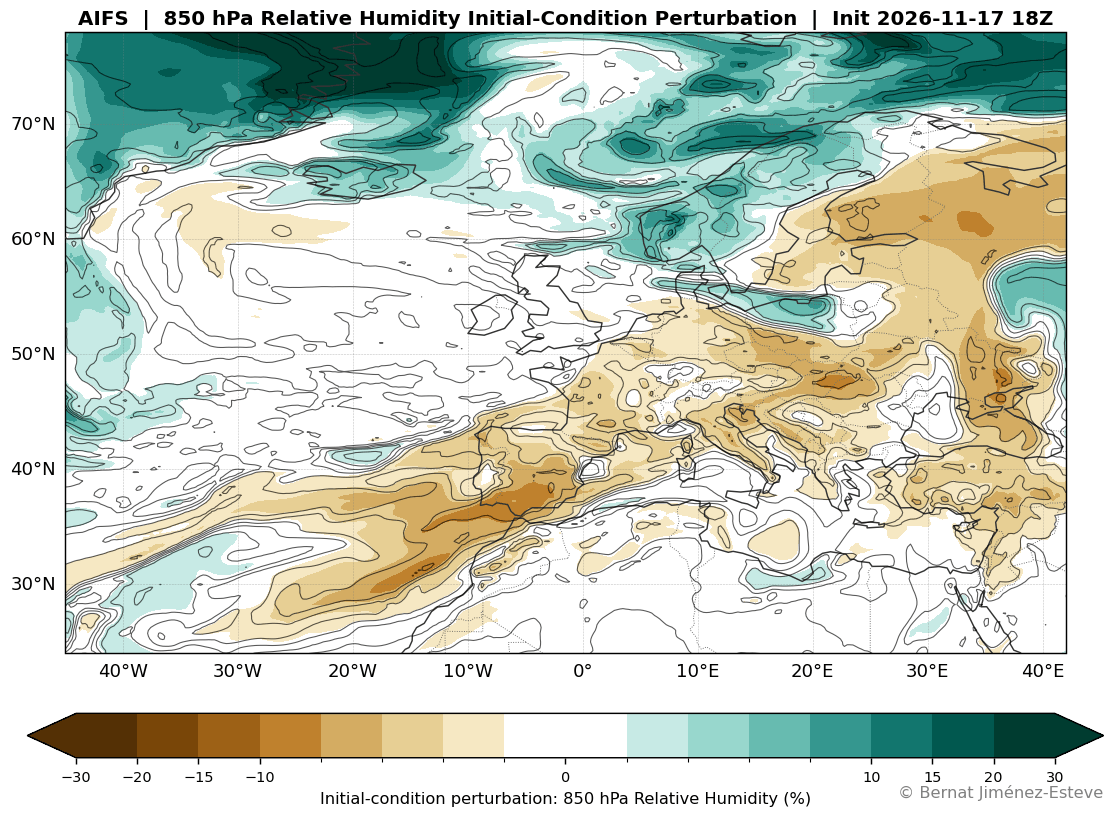 AIFS | 850 hPa Relative Humidity Initial-Condition Perturbation | Init 2026-11-17 18Z
70°N
60°N
50°N
40°N
30°N
40°W 30°W 20°W 10°W 0° 10°E 20°E 30°E 40°E
−30 −20 −15 −10 0 10 15 20 30
Initial-condition perturbation: 850 hPa Relative Humidity (%)
© Bernat Jiménez-Esteve